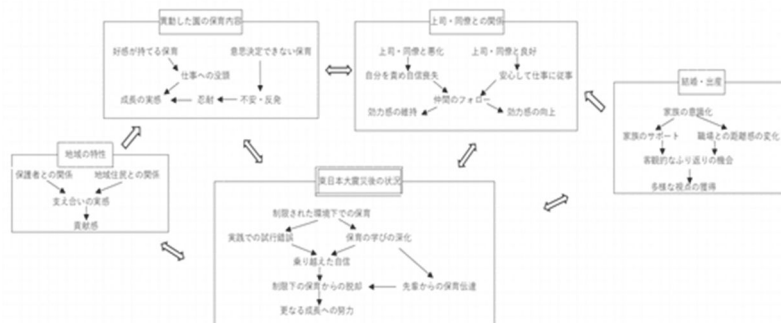 異動した園の保育内容
好感が持てる保育
意思決定できない保育
仕事への没頭
成長の実感
忍耐
不安・反発
上司・同僚との関係
上司・同僚と悪化
上司・同僚と良好
自分を責め自信喪失
安心して仕事に従事
仲間のフォロー
効力感の維持
効力感の向上
結婚・出産
家族の意識化
家族のサポート
職場との距離感の変化
客観的なふり返りの機会
多様な視点の獲得
地域の特性
保護者との関係
地域住民との関係
支え合いの実感
貢献感
東日本大震災後の状況
制限された環境下での保育
実践での試行錯誤
保育の学びの深化
乗り越えた自信
制限下の保育からの脱却
先輩からの保育伝達
更なる成長への努力